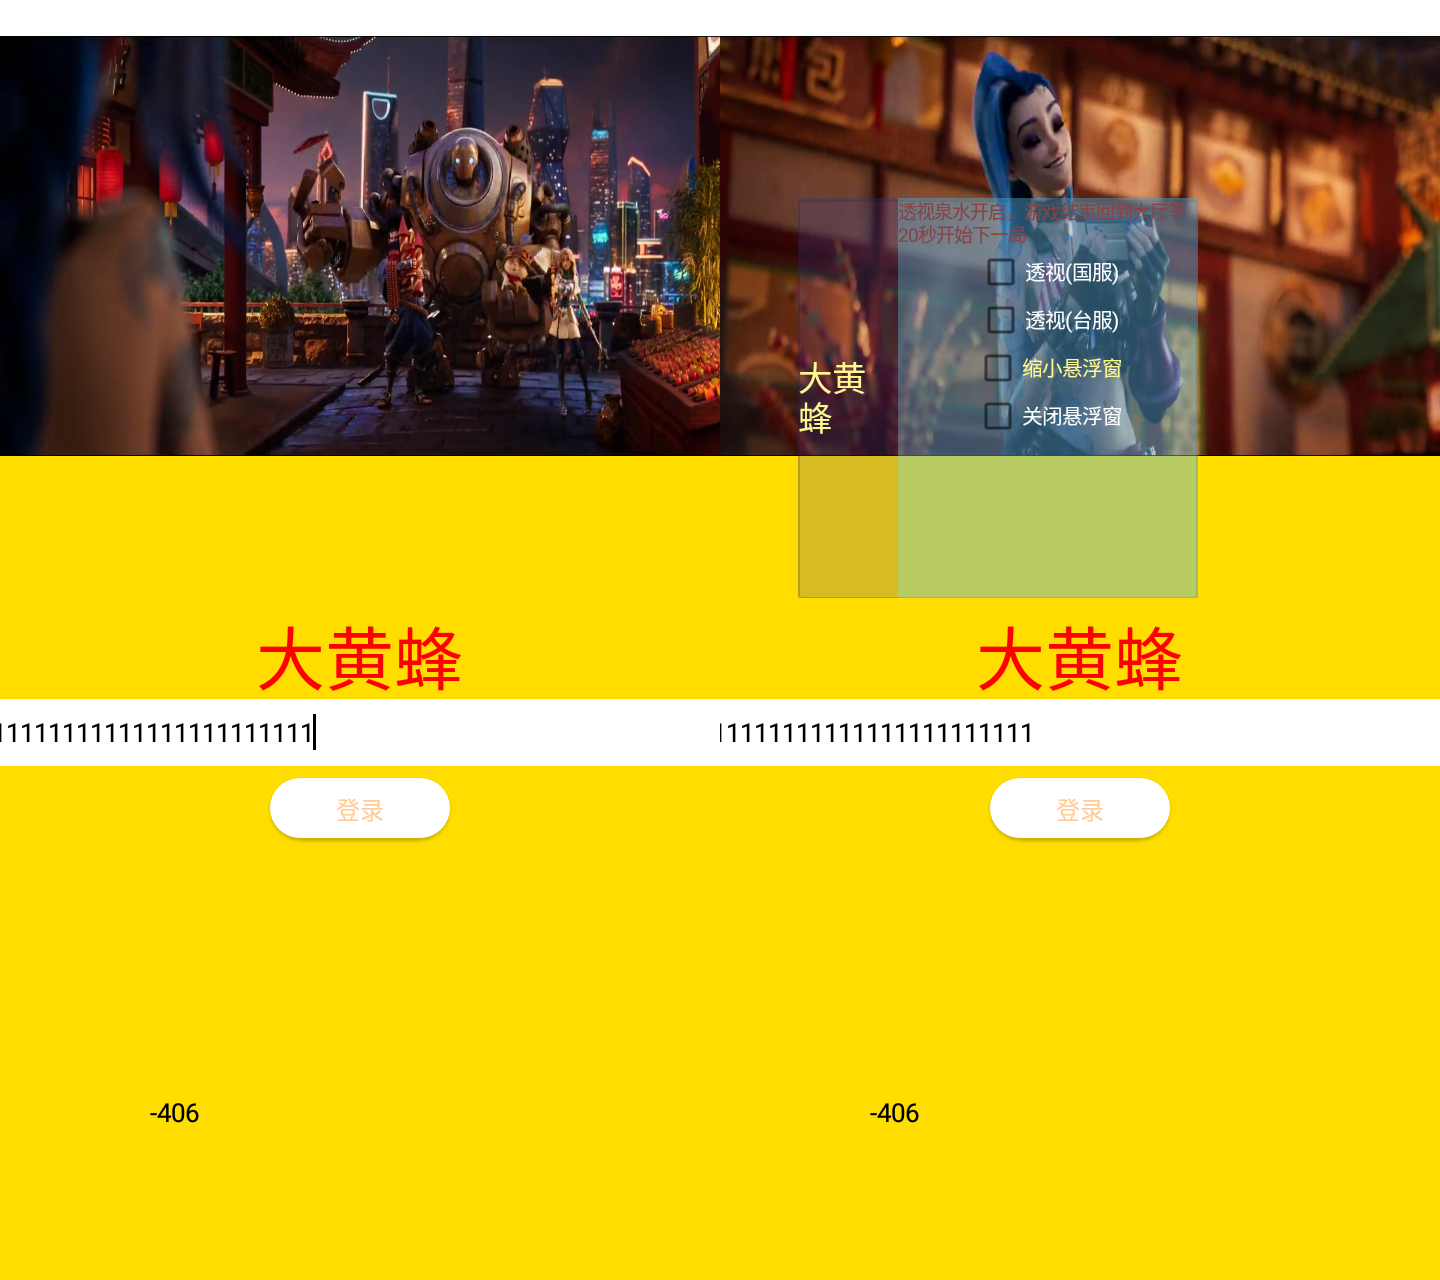 透视泉水开启，游戏结束回到大厅等
20秒开始下一局
透视(国服)
透视(台服)
缩小悬浮窗
关闭悬浮窗
大黄
蜂
大黄蜂
大黄蜂
登录
登录
-406
-406